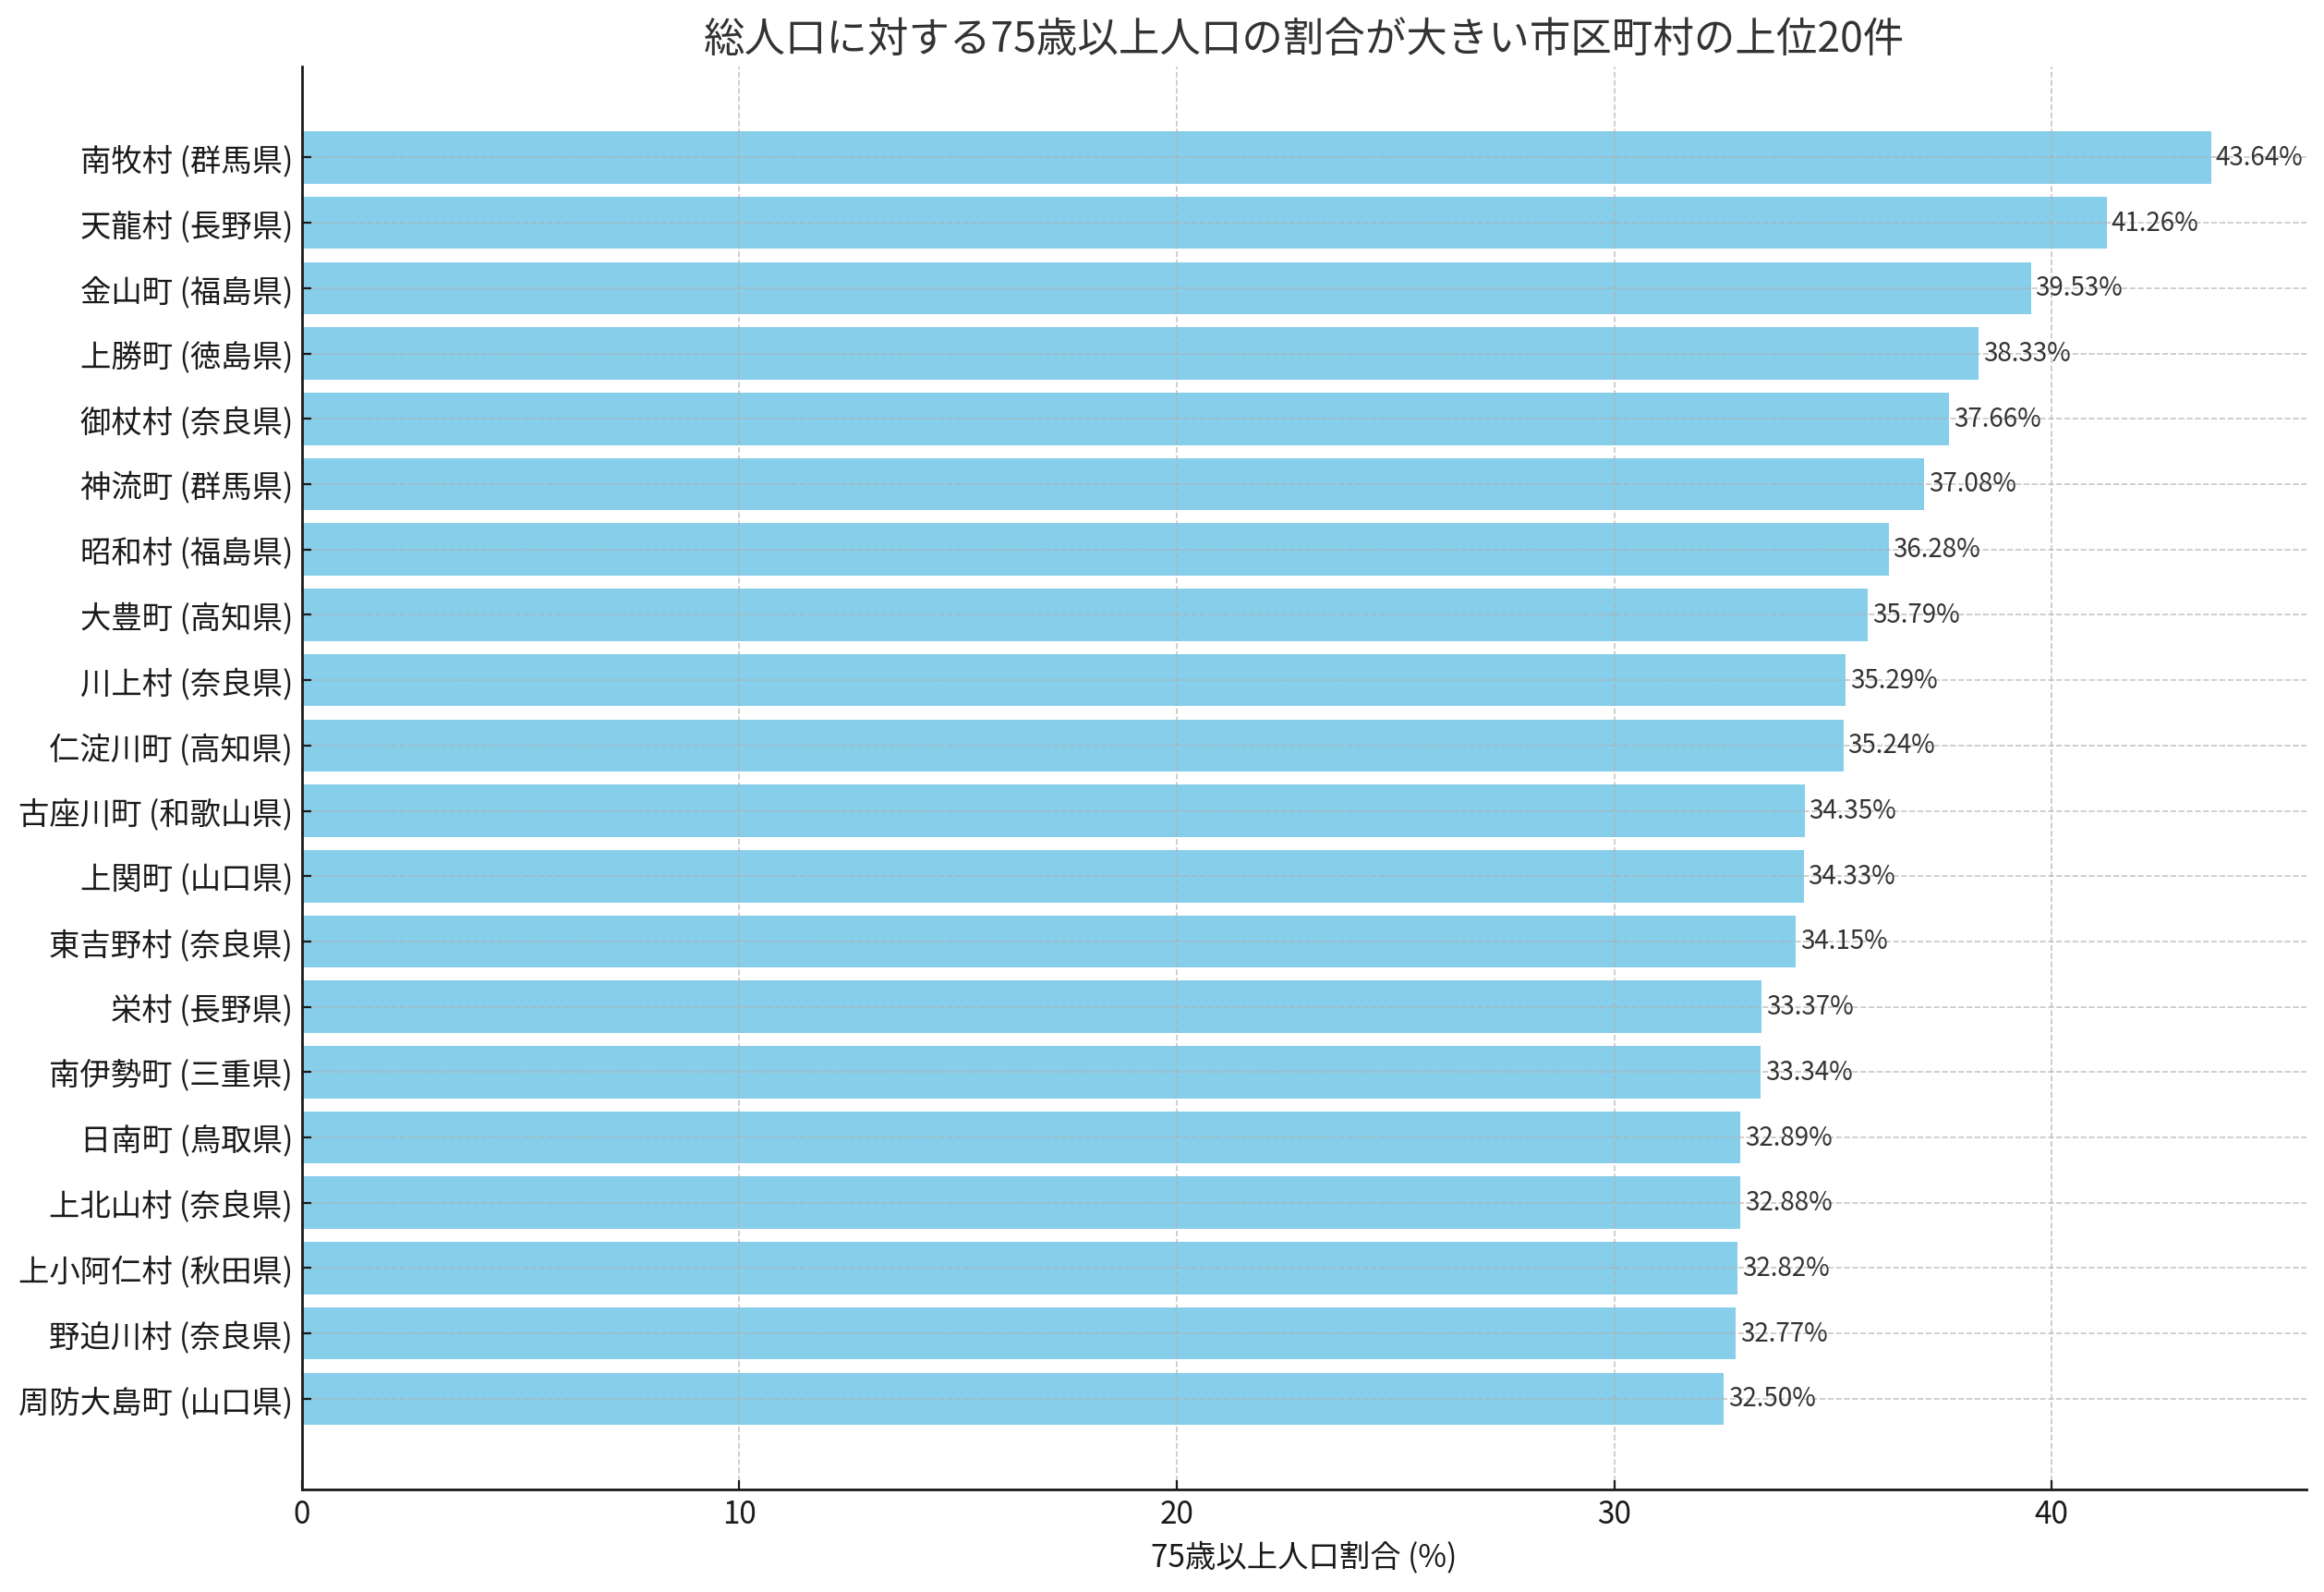 総人口に対する75歳以上人口の割合が大きい市区町村の上位20件
南牧村 (群馬県) 43.64%
天龍村 (長野県) 41.26%
金山町 (福島県) 39.53%
上勝町 (徳島県) 38.33%
御杖村 (奈良県) 37.66%
神流町 (群馬県) 37.08%
昭和村 (福島県) 36.28%
大豊町 (高知県) 35.79%
川上村 (奈良県) 35.29%
仁淀川町 (高知県) 35.24%
古座川町 (和歌山県) 34.35%
上関町 (山口県) 34.33%
東吉野村 (奈良県) 34.15%
栄村 (長野県) 33.37%
南伊勢町 (三重県) 33.34%
日南町 (鳥取県) 32.89%
上北山村 (奈良県) 32.88%
上小阿仁村 (秋田県) 32.82%
野迫川村 (奈良県) 32.77%
周防大島町 (山口県) 32.50%
0 10 20 30 40
75歳以上人口割合 (%)